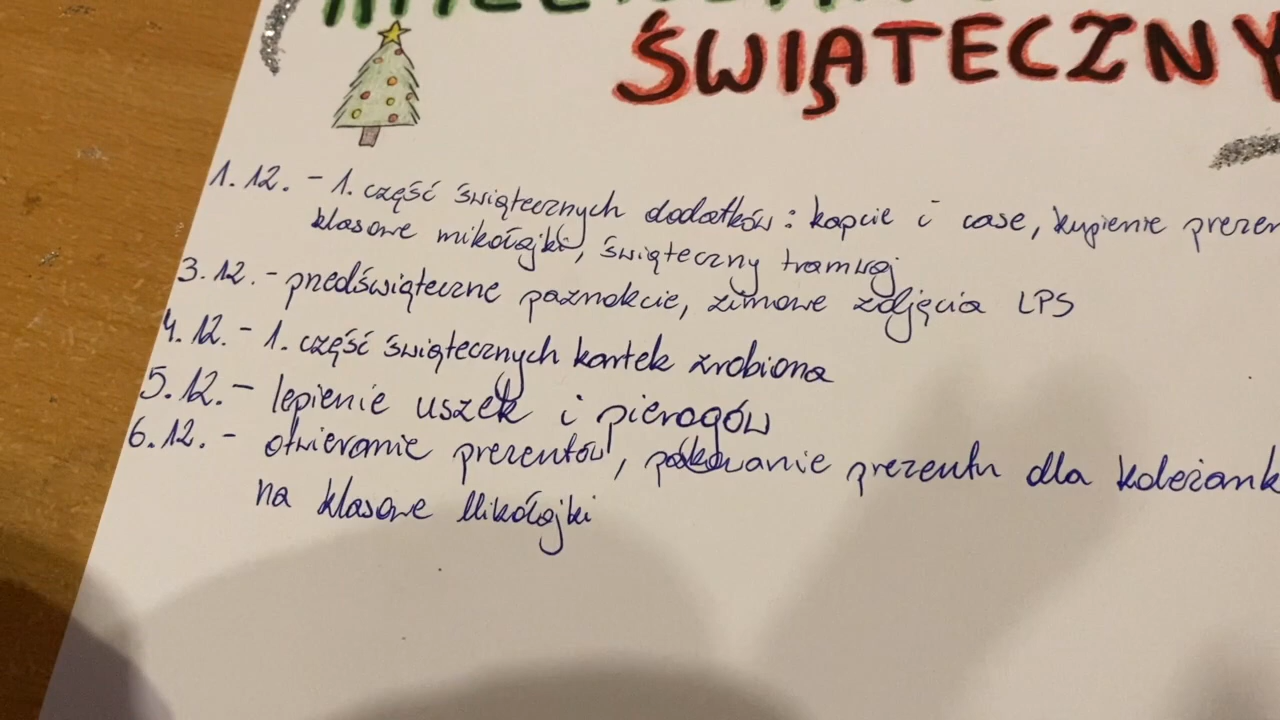 ŚWIĄTECZNY
1.12. - 1. część świątecznych dodatków: kapcie i case, kupienie
klasowe mikołajki, świąteczny tramwaj
3.12. - przedświąteczne paznokcie, zimowe zdjęcia LPS
4.12. - 1. część świątecznych kartek zrobiona
5.12. - lepienie uszek i pierogów
6.12. - otwieranie prezentów, pakowanie prezentu dla
na klasowe Mikołajki